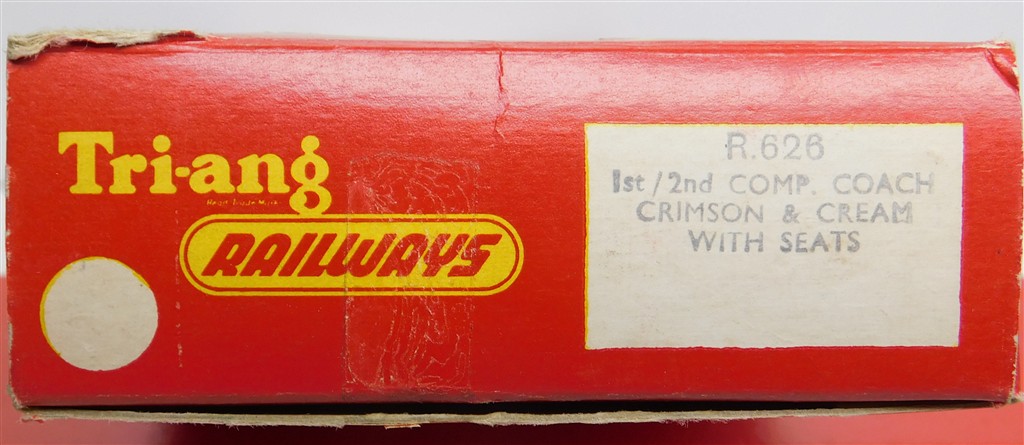 Tri-ang
Regd. Trade Mark
RAILWAYS
R.626
1st/2nd COMP. COACH
CRIMSON & CREAM
WITH SEATS